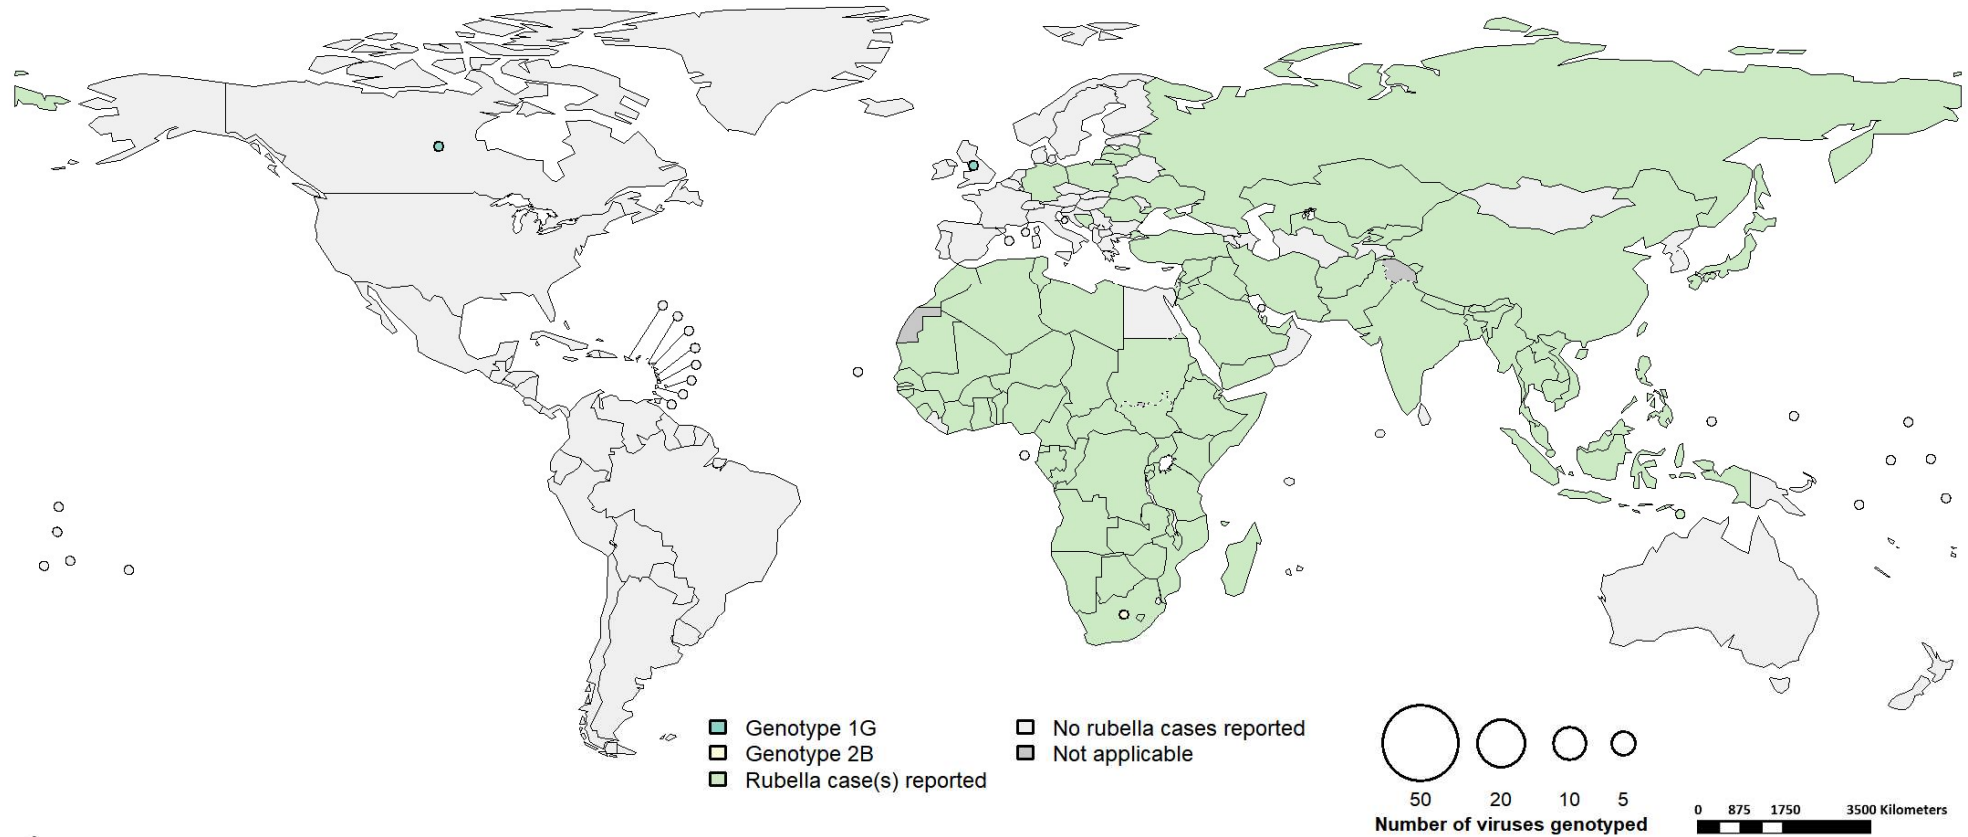 Genotype 1G
Genotype 2B
Rubella case(s) reported
No rubella cases reported
Not applicable
50 20 10 5
Number of viruses genotyped
0 875 1750 3500 Kilometers